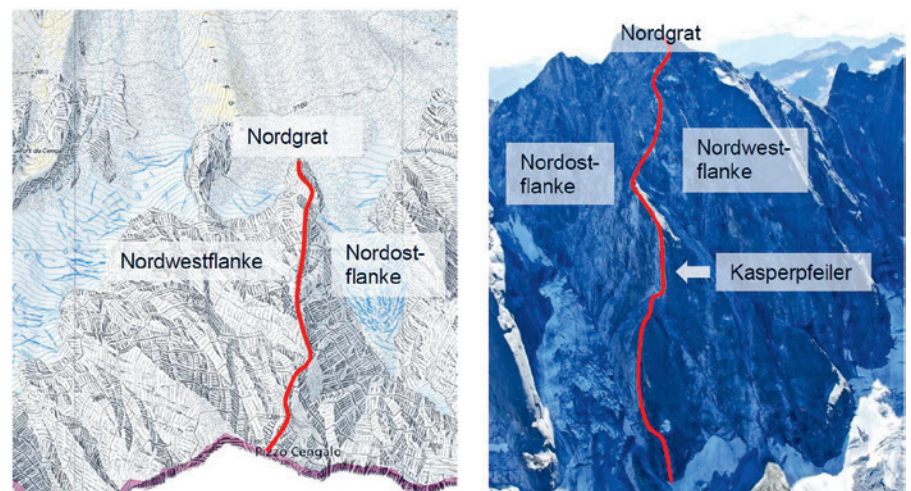 Nordgrat
Nordwestflanke
Nordost-
flanke
Pizzo Cengalo
Nordgrat
Nordost-
flanke
Nordwest-
flanke
Kasperpfeiler